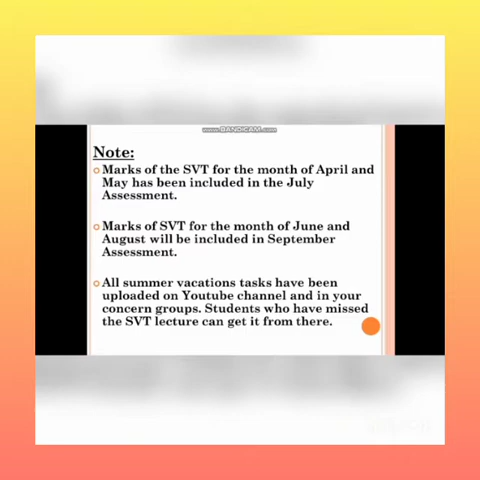 www.BANDICAM.com
Note:
Marks of the SVT for the month of April and
May has been included in the July
Assessment.
Marks of SVT for the month of June and
August will be included in September
Assessment.
All summer vacations tasks have been
uploaded on Youtube channel and in your
concern groups. Students who have missed
the SVT lecture can get it from there.